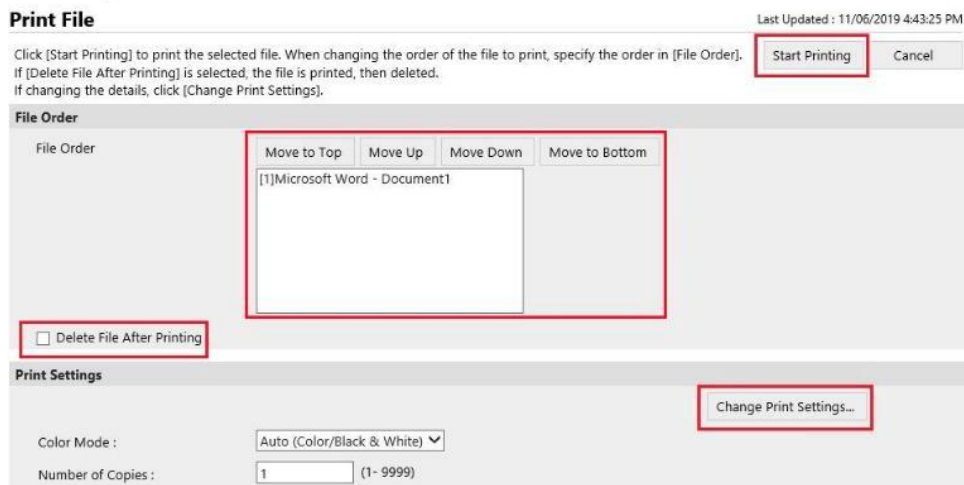 Print File
Last Updated : 11/06/2019 4:43:25 PM
Click [Start Printing] to print the selected file. When changing the order of the file to print, specify the order in [File Order].
Start Printing
Cancel
If [Delete File After Printing] is selected, the file is printed, then deleted.
If changing the details, click [Change Print Settings].
File Order
File Order
Move to Top
Move Up
Move Down
Move to Bottom
[1]Microsoft Word - Document1
Delete File After Printing
Print Settings
Change Print Settings...
Color Mode :
Auto (Color/Black & White)
Number of Copies :
1
(1- 9999)